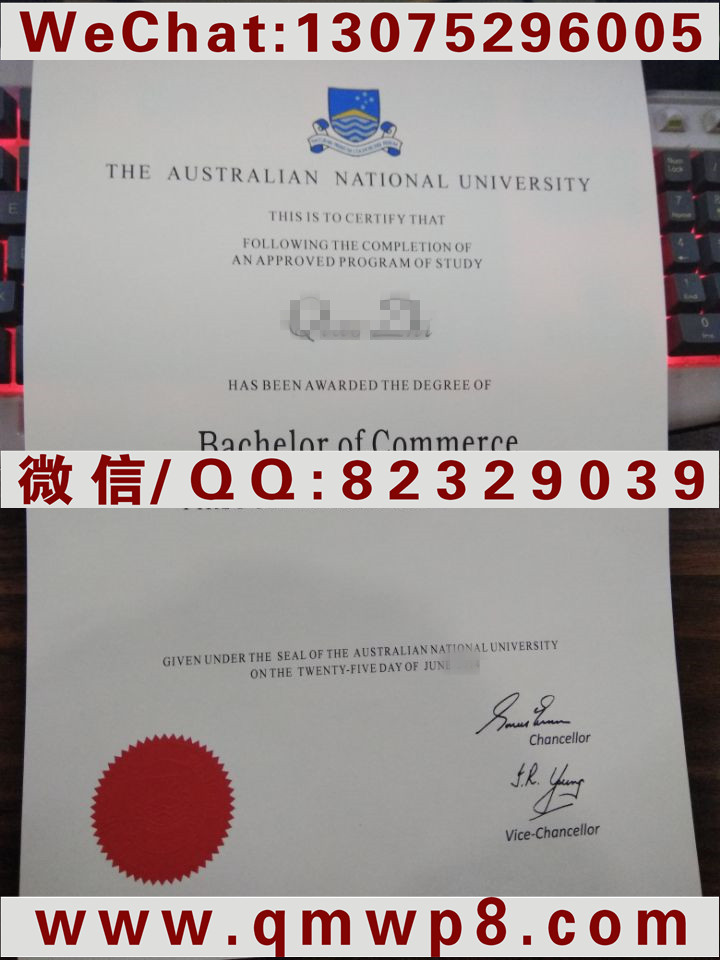 WeChat:13075296005
THE AUSTRALIAN NATIONAL UNIVERSITY
THIS IS TO CERTIFY THAT
FOLLOWING THE COMPLETION OF
AN APPROVED PROGRAM OF STUDY
HAS BEEN AWARDED THE DEGREE OF
Bachelor of Commerce
微信/QQ:82329039
GIVEN UNDER THE SEAL OF THE AUSTRALIAN NATIONAL UNIVERSITY
ON THE TWENTY-FIVE DAY OF JUNE
Chancellor
Vice-Chancellor
www.qmwp8.com